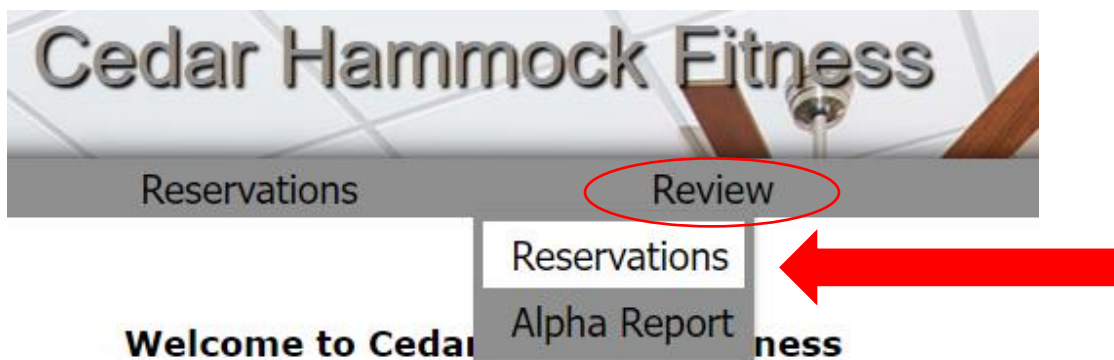 Cedar Hammock Fitness
Reservations Review
Reservations
Alpha Report
Welcome to Cedar ness